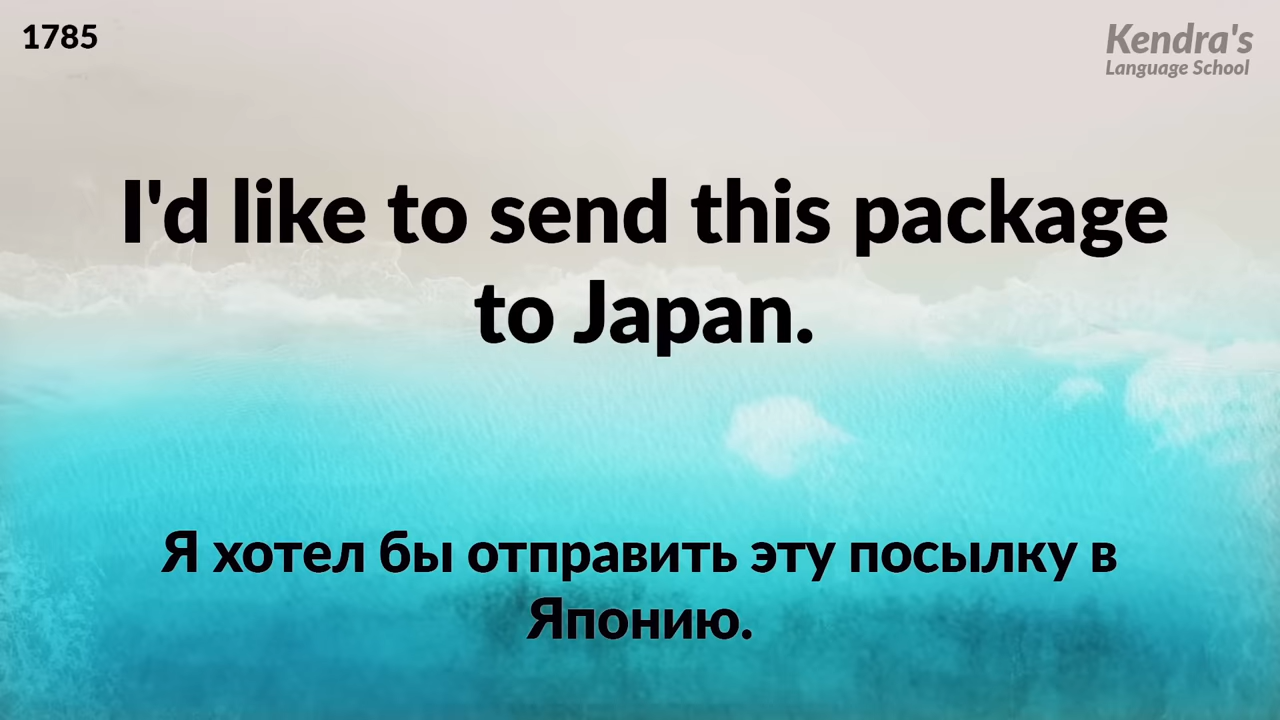 1785
Kendra's
Language School
I'd like to send this package
to Japan.
Я хотел бы отправить эту посылку в
Японию.